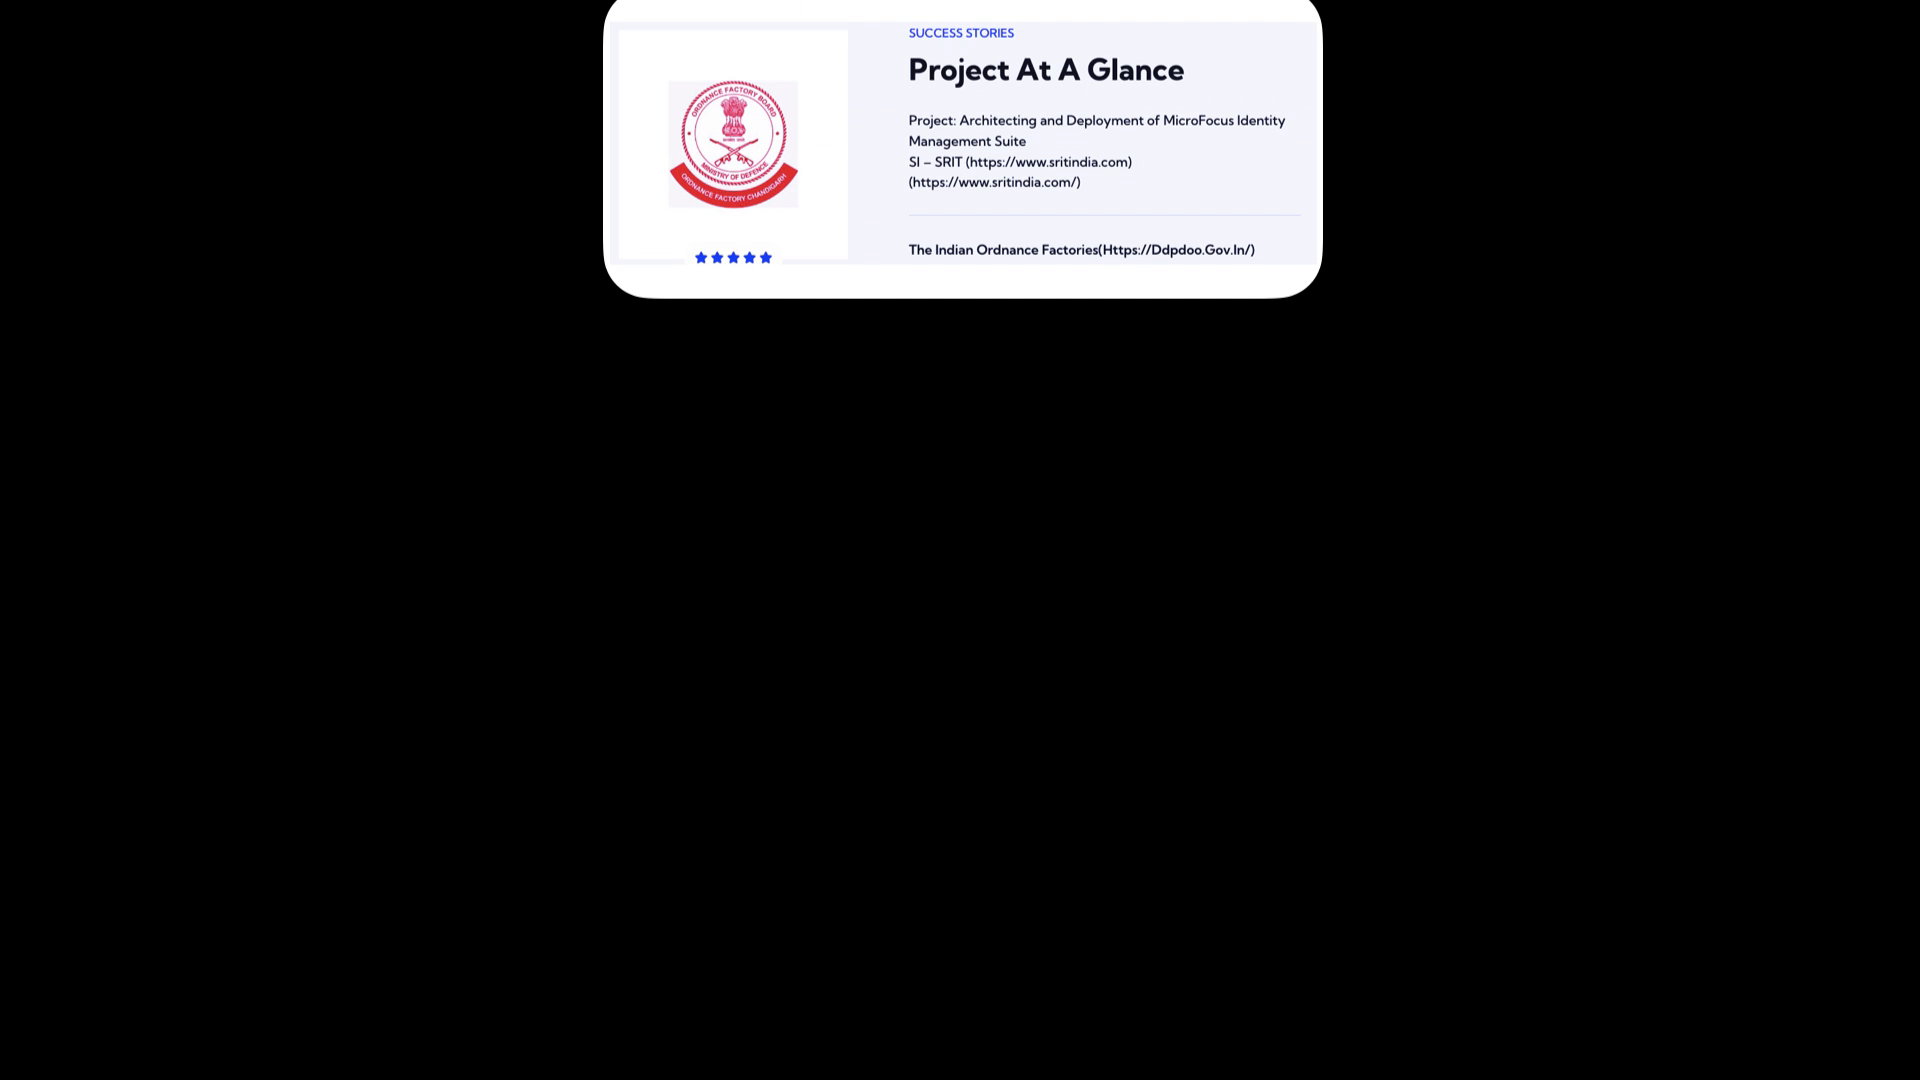 ORDNANCE FACTORY BOARD
MINISTRY OF DEFENCE
ORDNANCE FACTORY CHANDIGARH
SUCCESS STORIES
Project At A Glance
Project: Architecting and Deployment of MicroFocus Identity
Management Suite
SI – SRIT (https://www.sritindia.com)
(https://www.sritindia.com/)
The Indian Ordnance Factories(Https://Ddpdoo.Gov.In/)